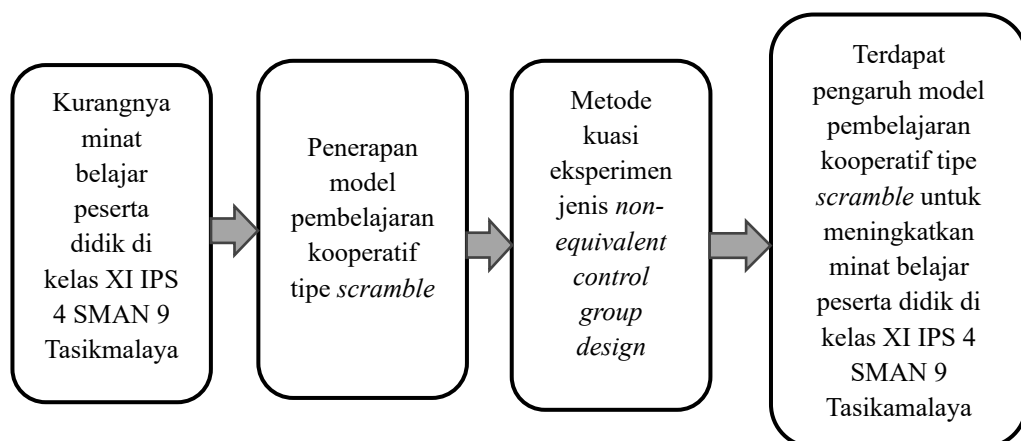 Kurangnya
minat
belajar
peserta
didik di
kelas XI IPS
4 SMAN 9
Tasikmalaya
Penerapan
model
pembelajaran
kooperatif
tipe scramble
Metode
kuasi
eksperimen
jenis non-
equivalent
control
group
design
Terdapat
pengaruh model
pembelajaran
kooperatif tipe
scramble untuk
meningkatkan
minat belajar
peserta didik di
kelas XI IPS 4
SMAN 9
Tasikamalaya